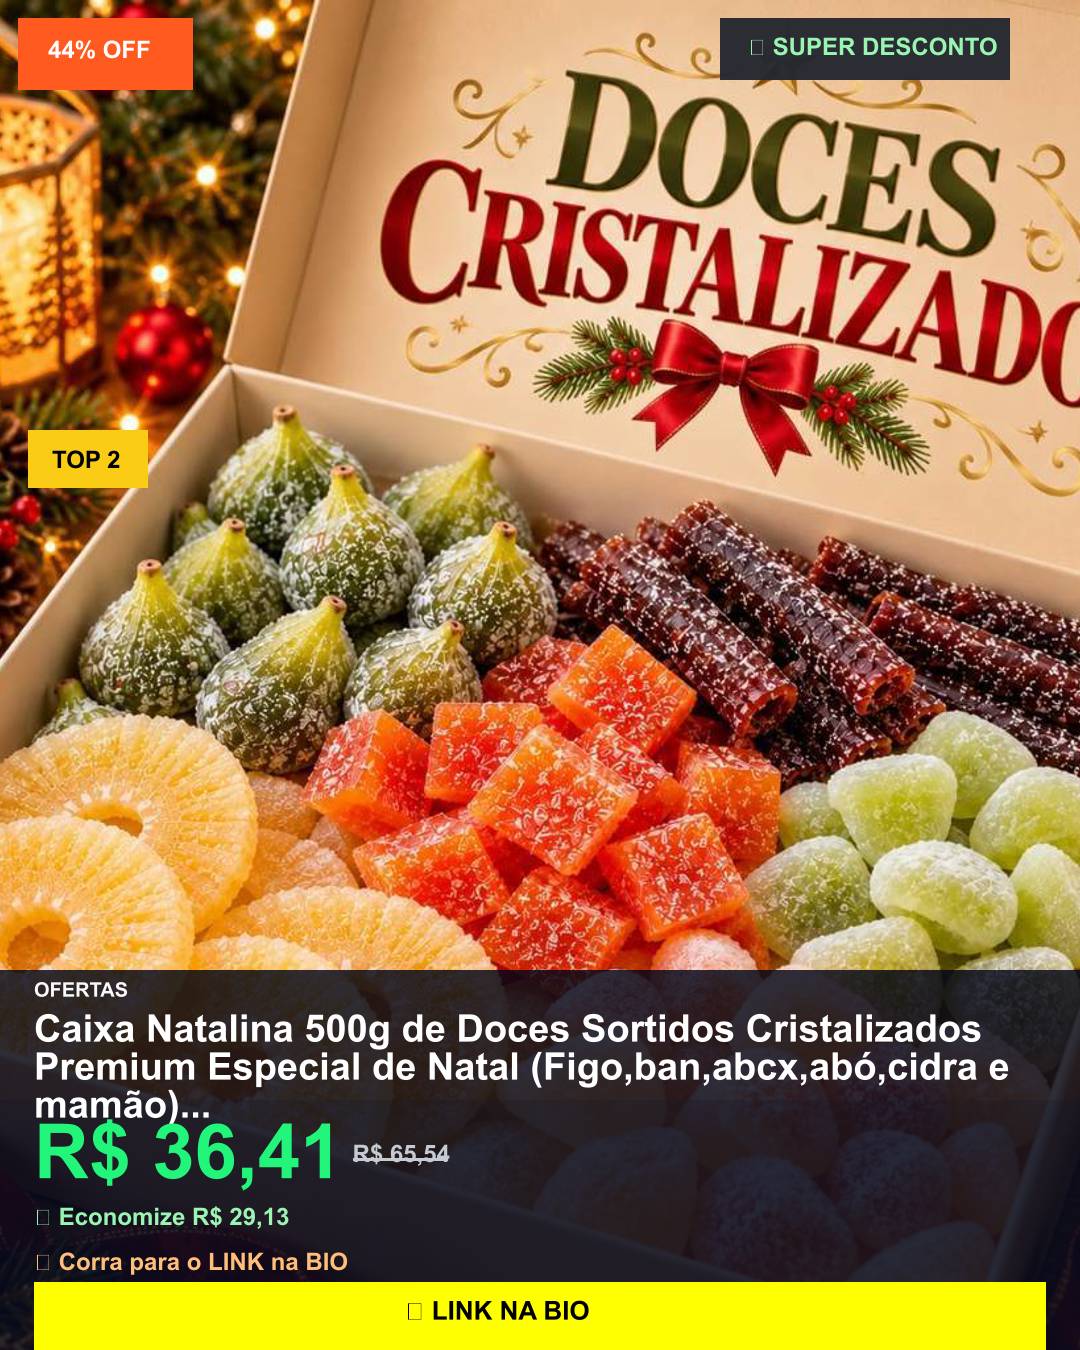 44% OFF
SUPER DESCONTO
DOCES
CRISTALIZADO
TOP 2
OFERTAS
Caixa Natalina 500g de Doces Sortidos Cristalizados
Premium Especial de Natal (Figo,ban,abcx,abó,cidra e
mamão)...
R$ 36,41 R$ 65,54
Economize R$ 29,13
Corra para o LINK na BIO
LINK NA BIO